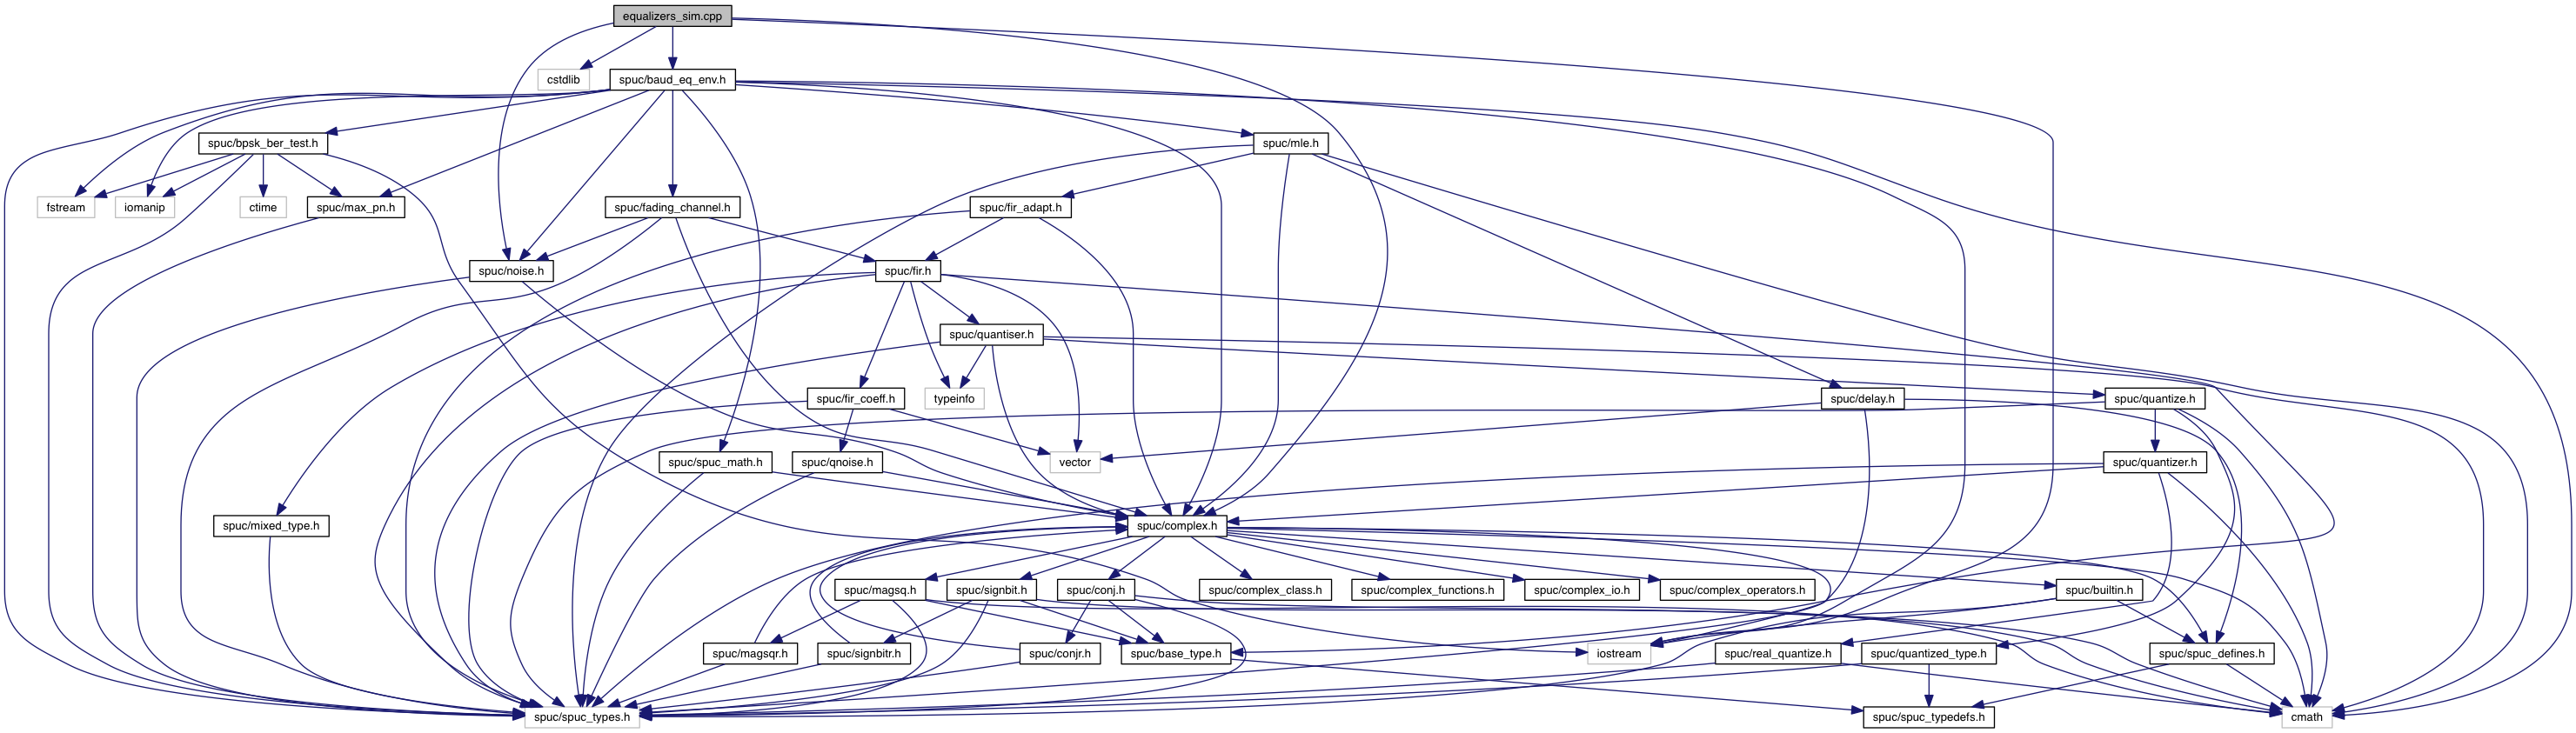 equalizers_sim.cpp
cstdlib
spuc/baud_eq_env.h
spuc/bpsk_ber_test.h
spuc/mle.h
fstream
iomanip
ctime
spuc/max_pn.h
spuc/fading_channel.h
spuc/fir_adapt.h
spuc/noise.h
spuc/fir.h
spuc/quantiser.h
spuc/fir_coeff.h
typeinfo
spuc/delay.h
spuc/quantize.h
spuc/spuc_math.h
spuc/qnoise.h
vector
spuc/quantizer.h
spuc/mixed_type.h
spuc/complex.h
spuc/magsq.h
spuc/signbit.h
spuc/conj.h
spuc/complex_class.h
spuc/complex_functions.h
spuc/complex_io.h
spuc/complex_operators.h
spuc/builtin.h
spuc/magsqr.h
spuc/signbitr.h
spuc/conjr.h
spuc/base_type.h
iostream
spuc/real_quantize.h
spuc/quantized_type.h
spuc/spuc_defines.h
spuc/spuc_types.h
spuc/spuc_typedefs.h
cmath